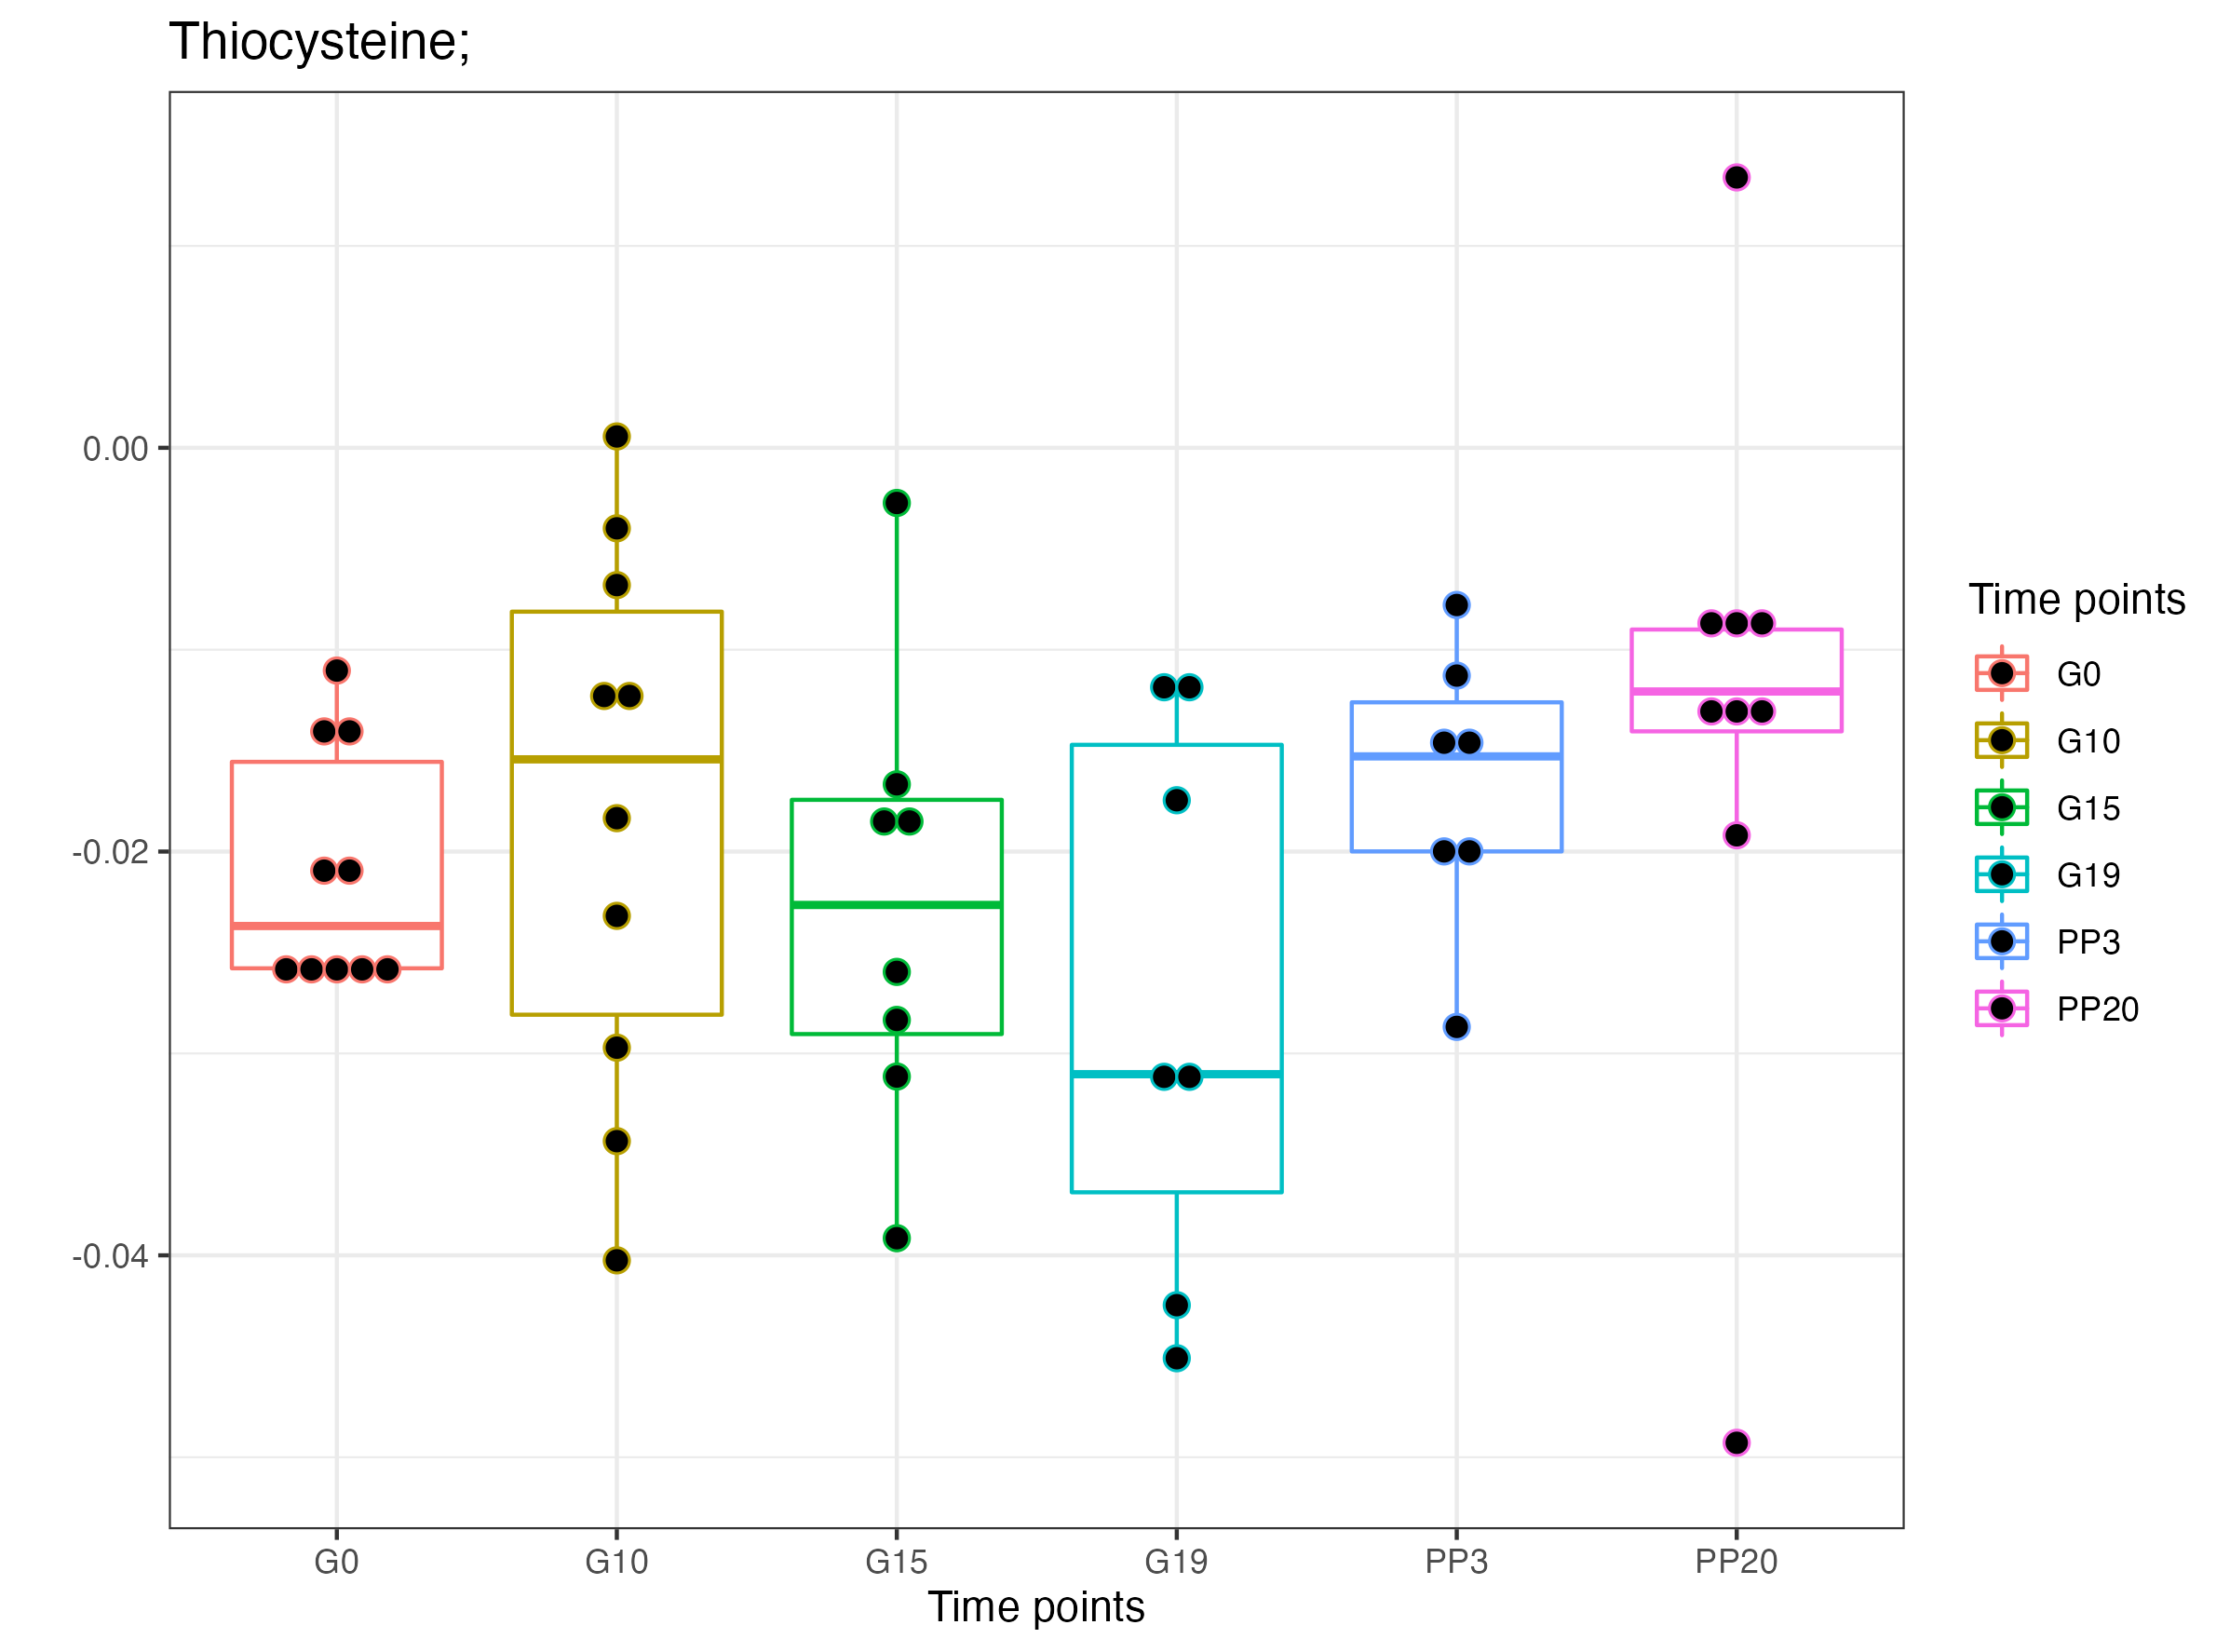 Thiocysteine;
0.00
-0.02
-0.04
G0 G10 G15 G19 PP3 PP20
Time points
Time points
G0
G10
G15
G19
PP3
PP20